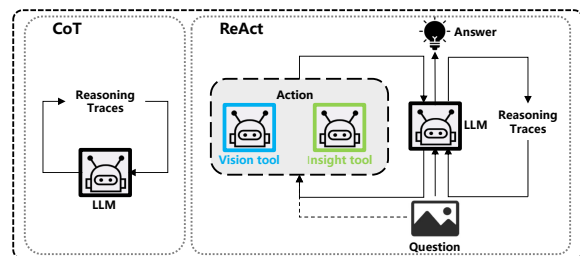 CoT
Reasoning
Traces
LLM
ReAct
Answer
Action
Vision tool
Insight tool
LLM
Reasoning
Traces
Question